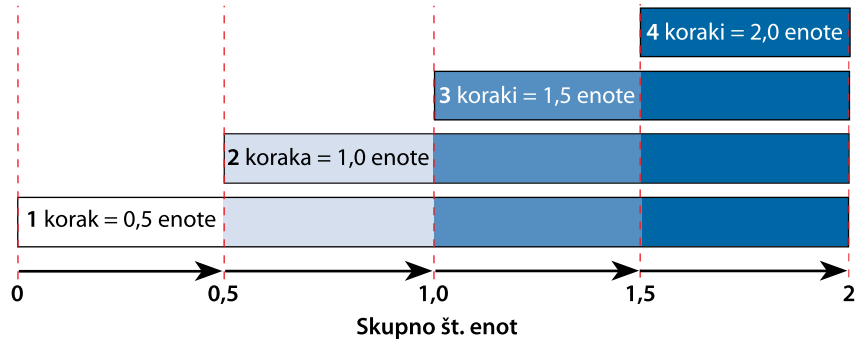 4 koraki = 2,0 enote
3 koraki = 1,5 enote
2 koraka = 1,0 enote
1 korak = 0,5 enote
0 0,5 1,0 1,5 2
Skupno št. enot